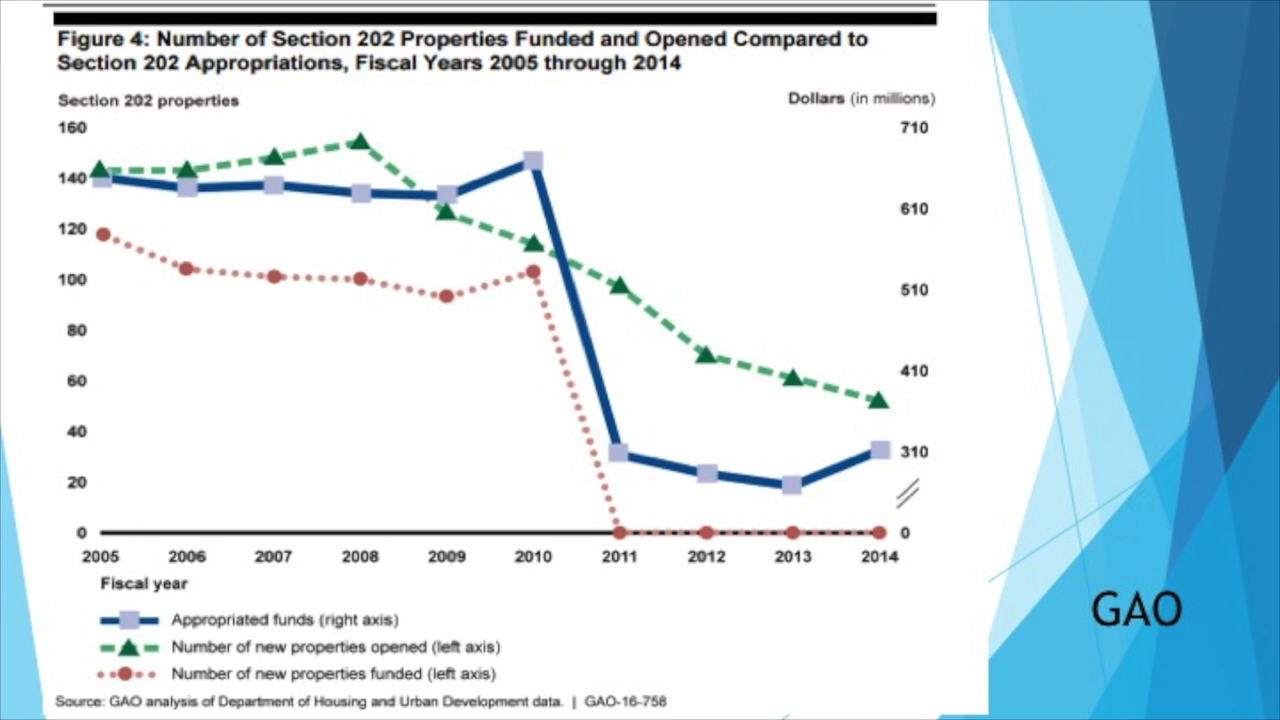 Figure 4: Number of Section 202 Properties Funded and Opened Compared to
Section 202 Appropriations, Fiscal Years 2005 through 2014
Section 202 properties
Dollars (in millions)
160
140
120
100
80
60
40
20
0
710
610
510
410
310
0
2005 2006 2007 2008 2009 2010 2011 2012 2013 2014
Fiscal year
Appropriated funds (right axis)
Number of new properties opened (left axis)
Number of new properties funded (left axis)
Source: GAO analysis of Department of Housing and Urban Development data. | GAO-16-758
GAO